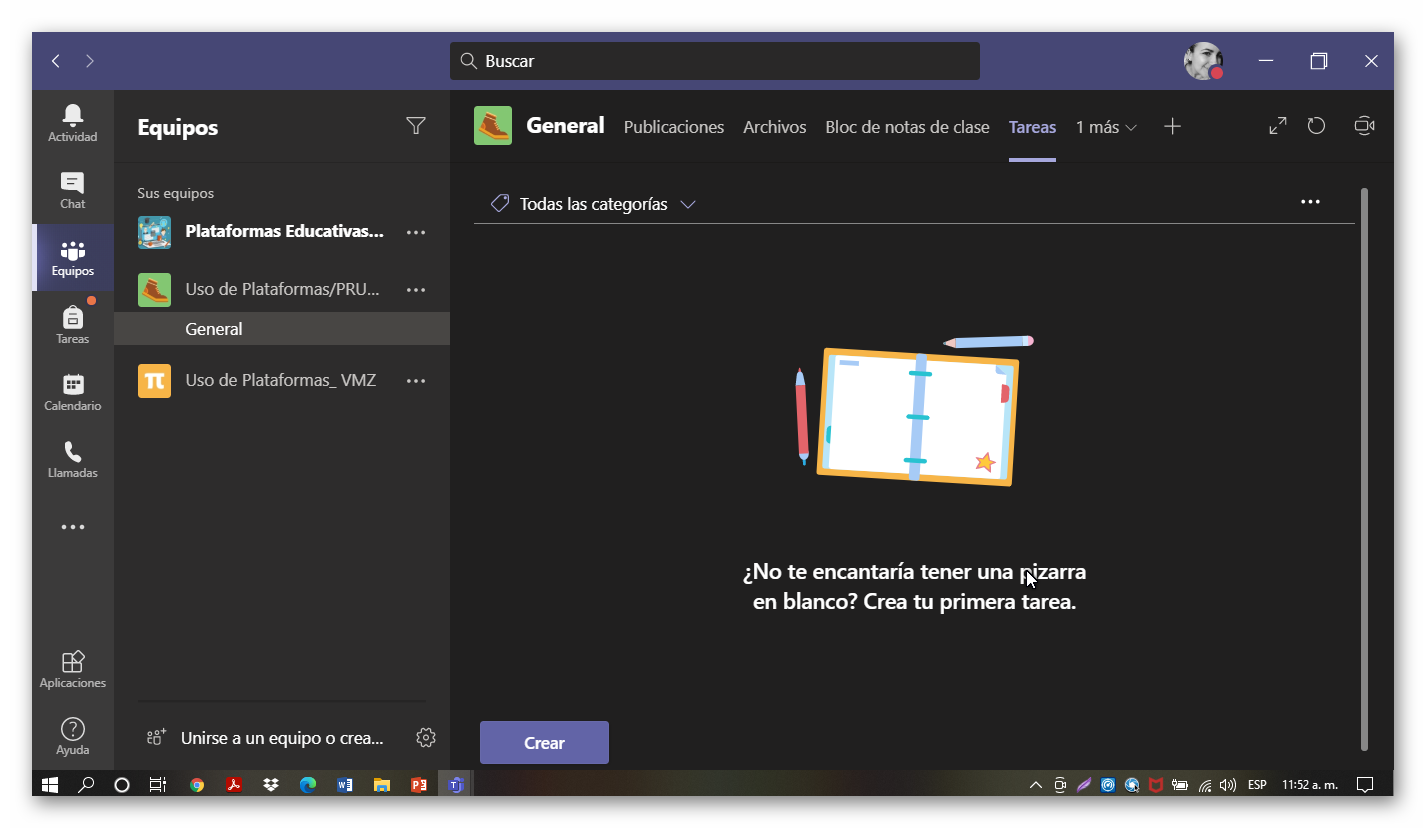 Buscar
Actividad
Chat
Equipos
Tareas
Calendario
Llamadas
Aplicaciones
Ayuda
Equipos
Sus equipos
Plataformas Educativas...
Uso de Plataformas/PRU...
General
π Uso de Plataformas_ VMZ
Unirse a un equipo o crea...
General Publicaciones Archivos Bloc de notas de clase Tareas 1 más
Todas las categorías
¿No te encantaría tener una pizarra
en blanco? Crea tu primera tarea.
Crear
ESP 11:52 a. m.